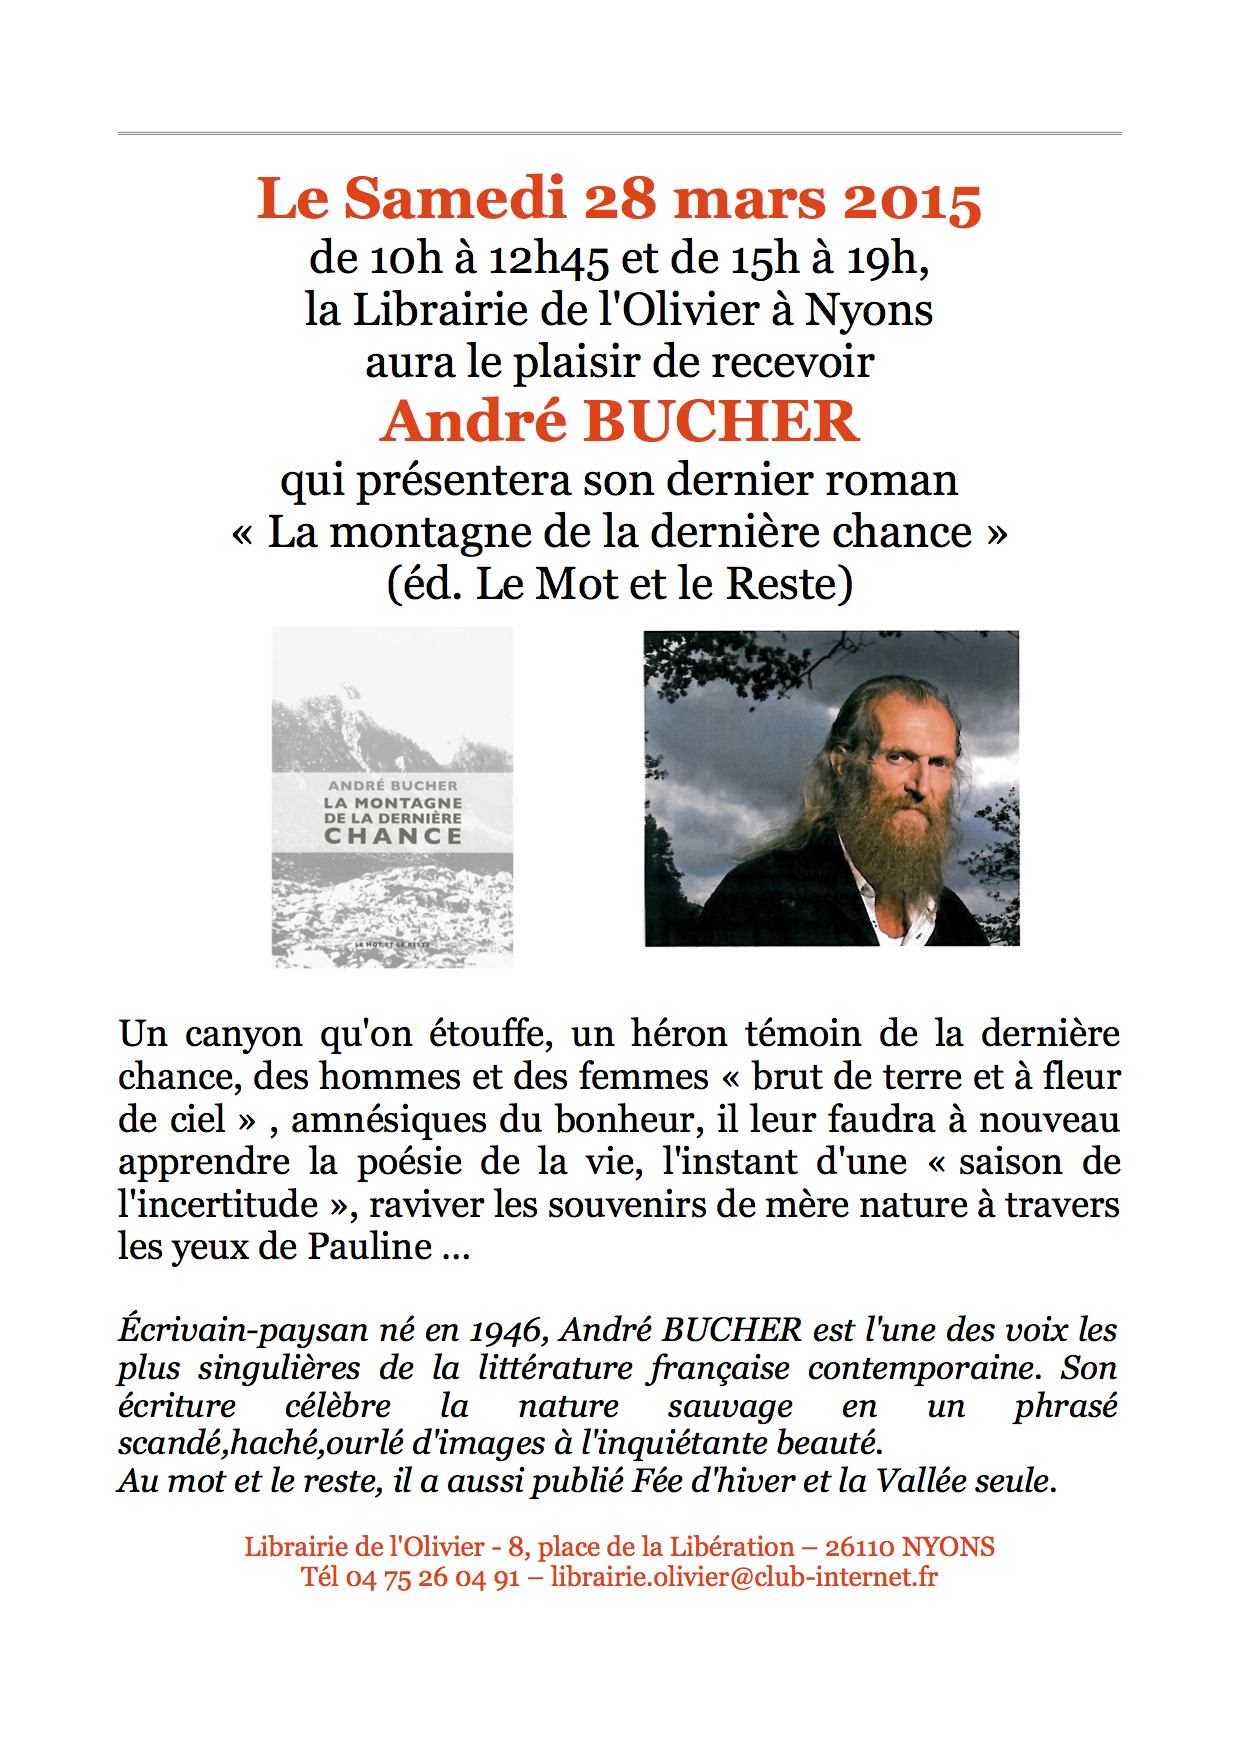 Le Samedi 28 mars 2015
de 10h à 12h45 et de 15h à 19h,
la Librairie de l'Olivier à Nyons
aura le plaisir de recevoir
André BUCHER
qui présentera son dernier roman
« La montagne de la dernière chance »
(éd. Le Mot et le Reste)
ANDRÉ BUCHER
LA MONTAGNE
DE LA DERNIÈRE
CHANCE
LE MOT ET LE RESTE
Un canyon qu'on étouffe, un héron témoin de la dernière
chance, des hommes et des femmes « brut de terre et à fleur
de ciel » , amnésiques du bonheur, il leur faudra à nouveau
apprendre la poésie de la vie, l'instant d'une « saison de
l'incertitude », raviver les souvenirs de mère nature à travers
les yeux de Pauline ...
Écrivain-paysan né en 1946, André BUCHER est l'une des voix les
plus singulières de la littérature française contemporaine. Son
écriture célèbre la nature sauvage en un phrasé
scandé,haché,ourlé d'images à l'inquiétante beauté.
Au mot et le reste, il a aussi publié Fée d'hiver et la Vallée seule.
Librairie de l'Olivier - 8, place de la Libération – 26110 NYONS
Tél 04 75 26 04 91 – librairie.olivier@club-internet.fr